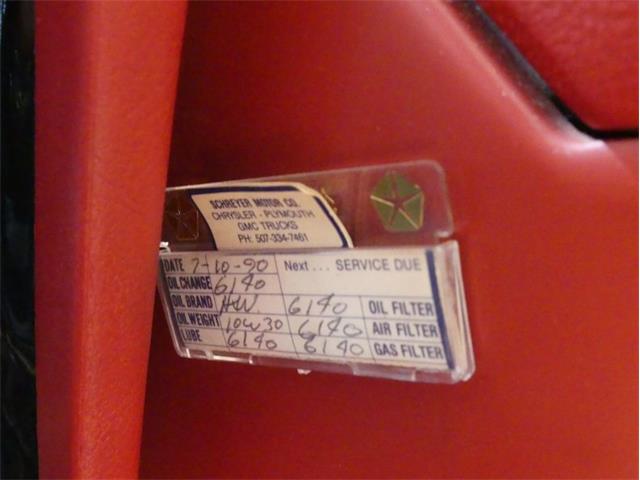 SCHREYER MOTOR CO.
CHRYSLER - PLYMOUTH
GMC TRUCKS
PH: 507-334-7461
DATE 7-10-90 Next ... SERVICE DUE
OIL CHANGE 6140
OIL BRAND H.W. 6140 OIL FILTER
OIL WEIGHT 10W30 6140 AIR FILTER
LUBE 6140 6140 GAS FILTER